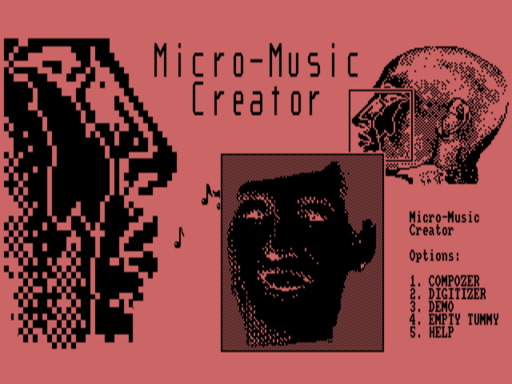 Micro-Music
Creator
Micro-Music
Creator
Options:
1. COMPOZER
2. DIGITIZER
3. DEMO
4. EMPTY TUMMY
5. HELP